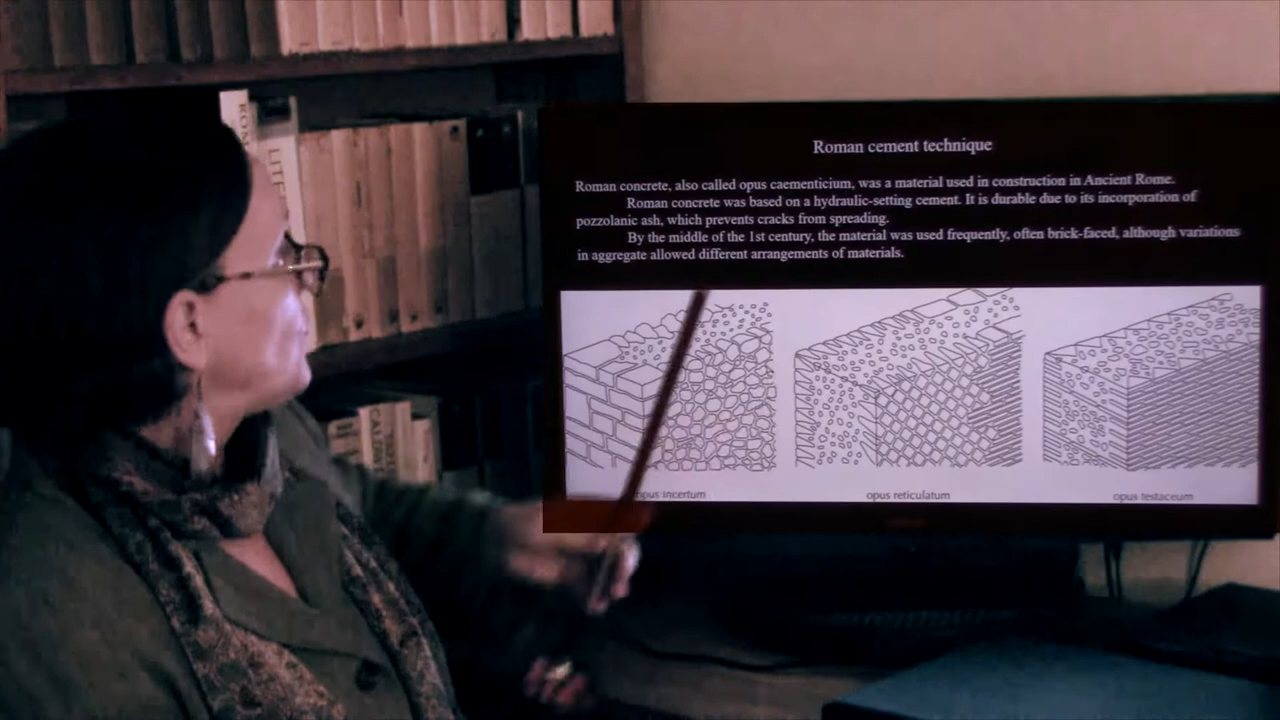 Roman cement technique
Roman concrete, also called opus caementicium, was a material used in construction in Ancient Rome.
Roman concrete was based on a hydraulic-setting cement. It is durable due to its incorporation of
pozzolanic ash, which prevents cracks from spreading.
By the middle of the 1st century, the material was used frequently, often brick-faced, although variations
in aggregate allowed different arrangements of materials.
incertum
opus reticulatum
opus testaceum